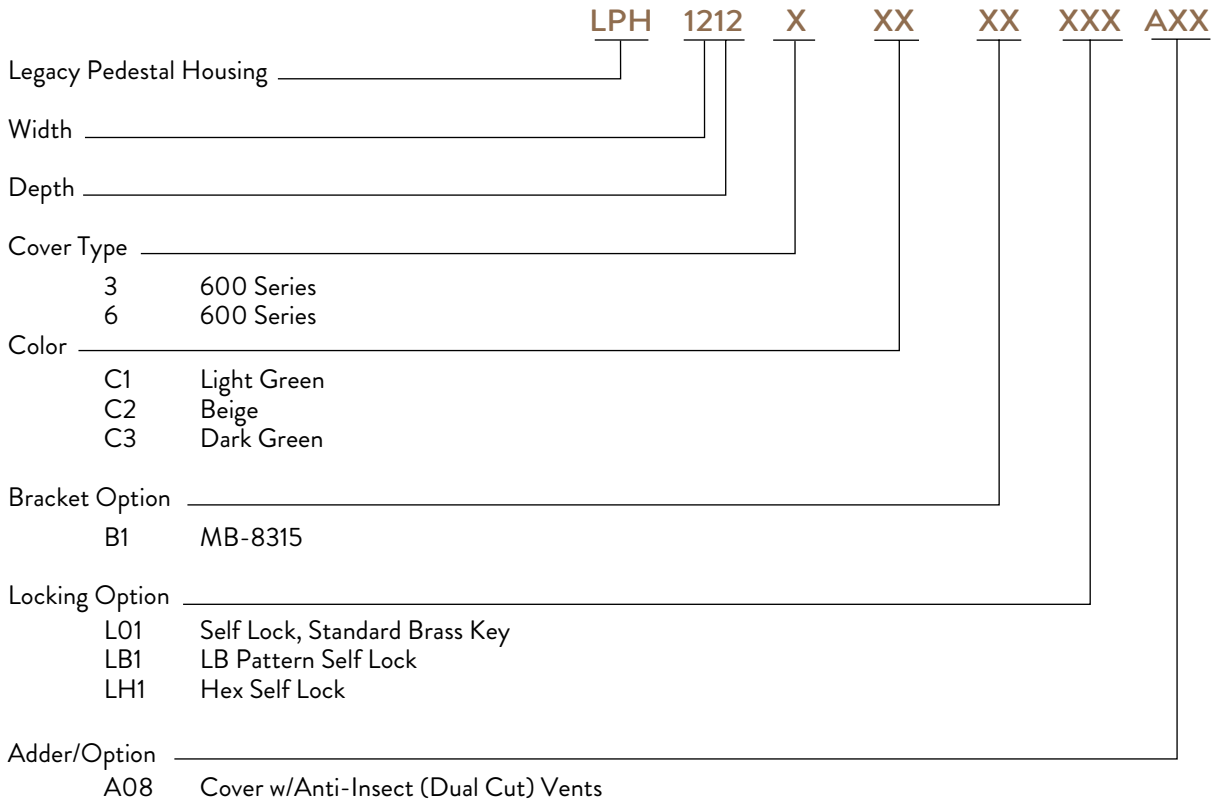 LPH 1212 X XX XX XXX AXX
Legacy Pedestal Housing
Width
Depth
Cover Type
3 600 Series
6 600 Series
Color
C1 Light Green
C2 Beige
C3 Dark Green
Bracket Option
B1 MB-8315
Locking Option
L01 Self Lock, Standard Brass Key
LB1 LB Pattern Self Lock
LH1 Hex Self Lock
Adder/Option
A08 Cover w/Anti-Insect (Dual Cut) Vents